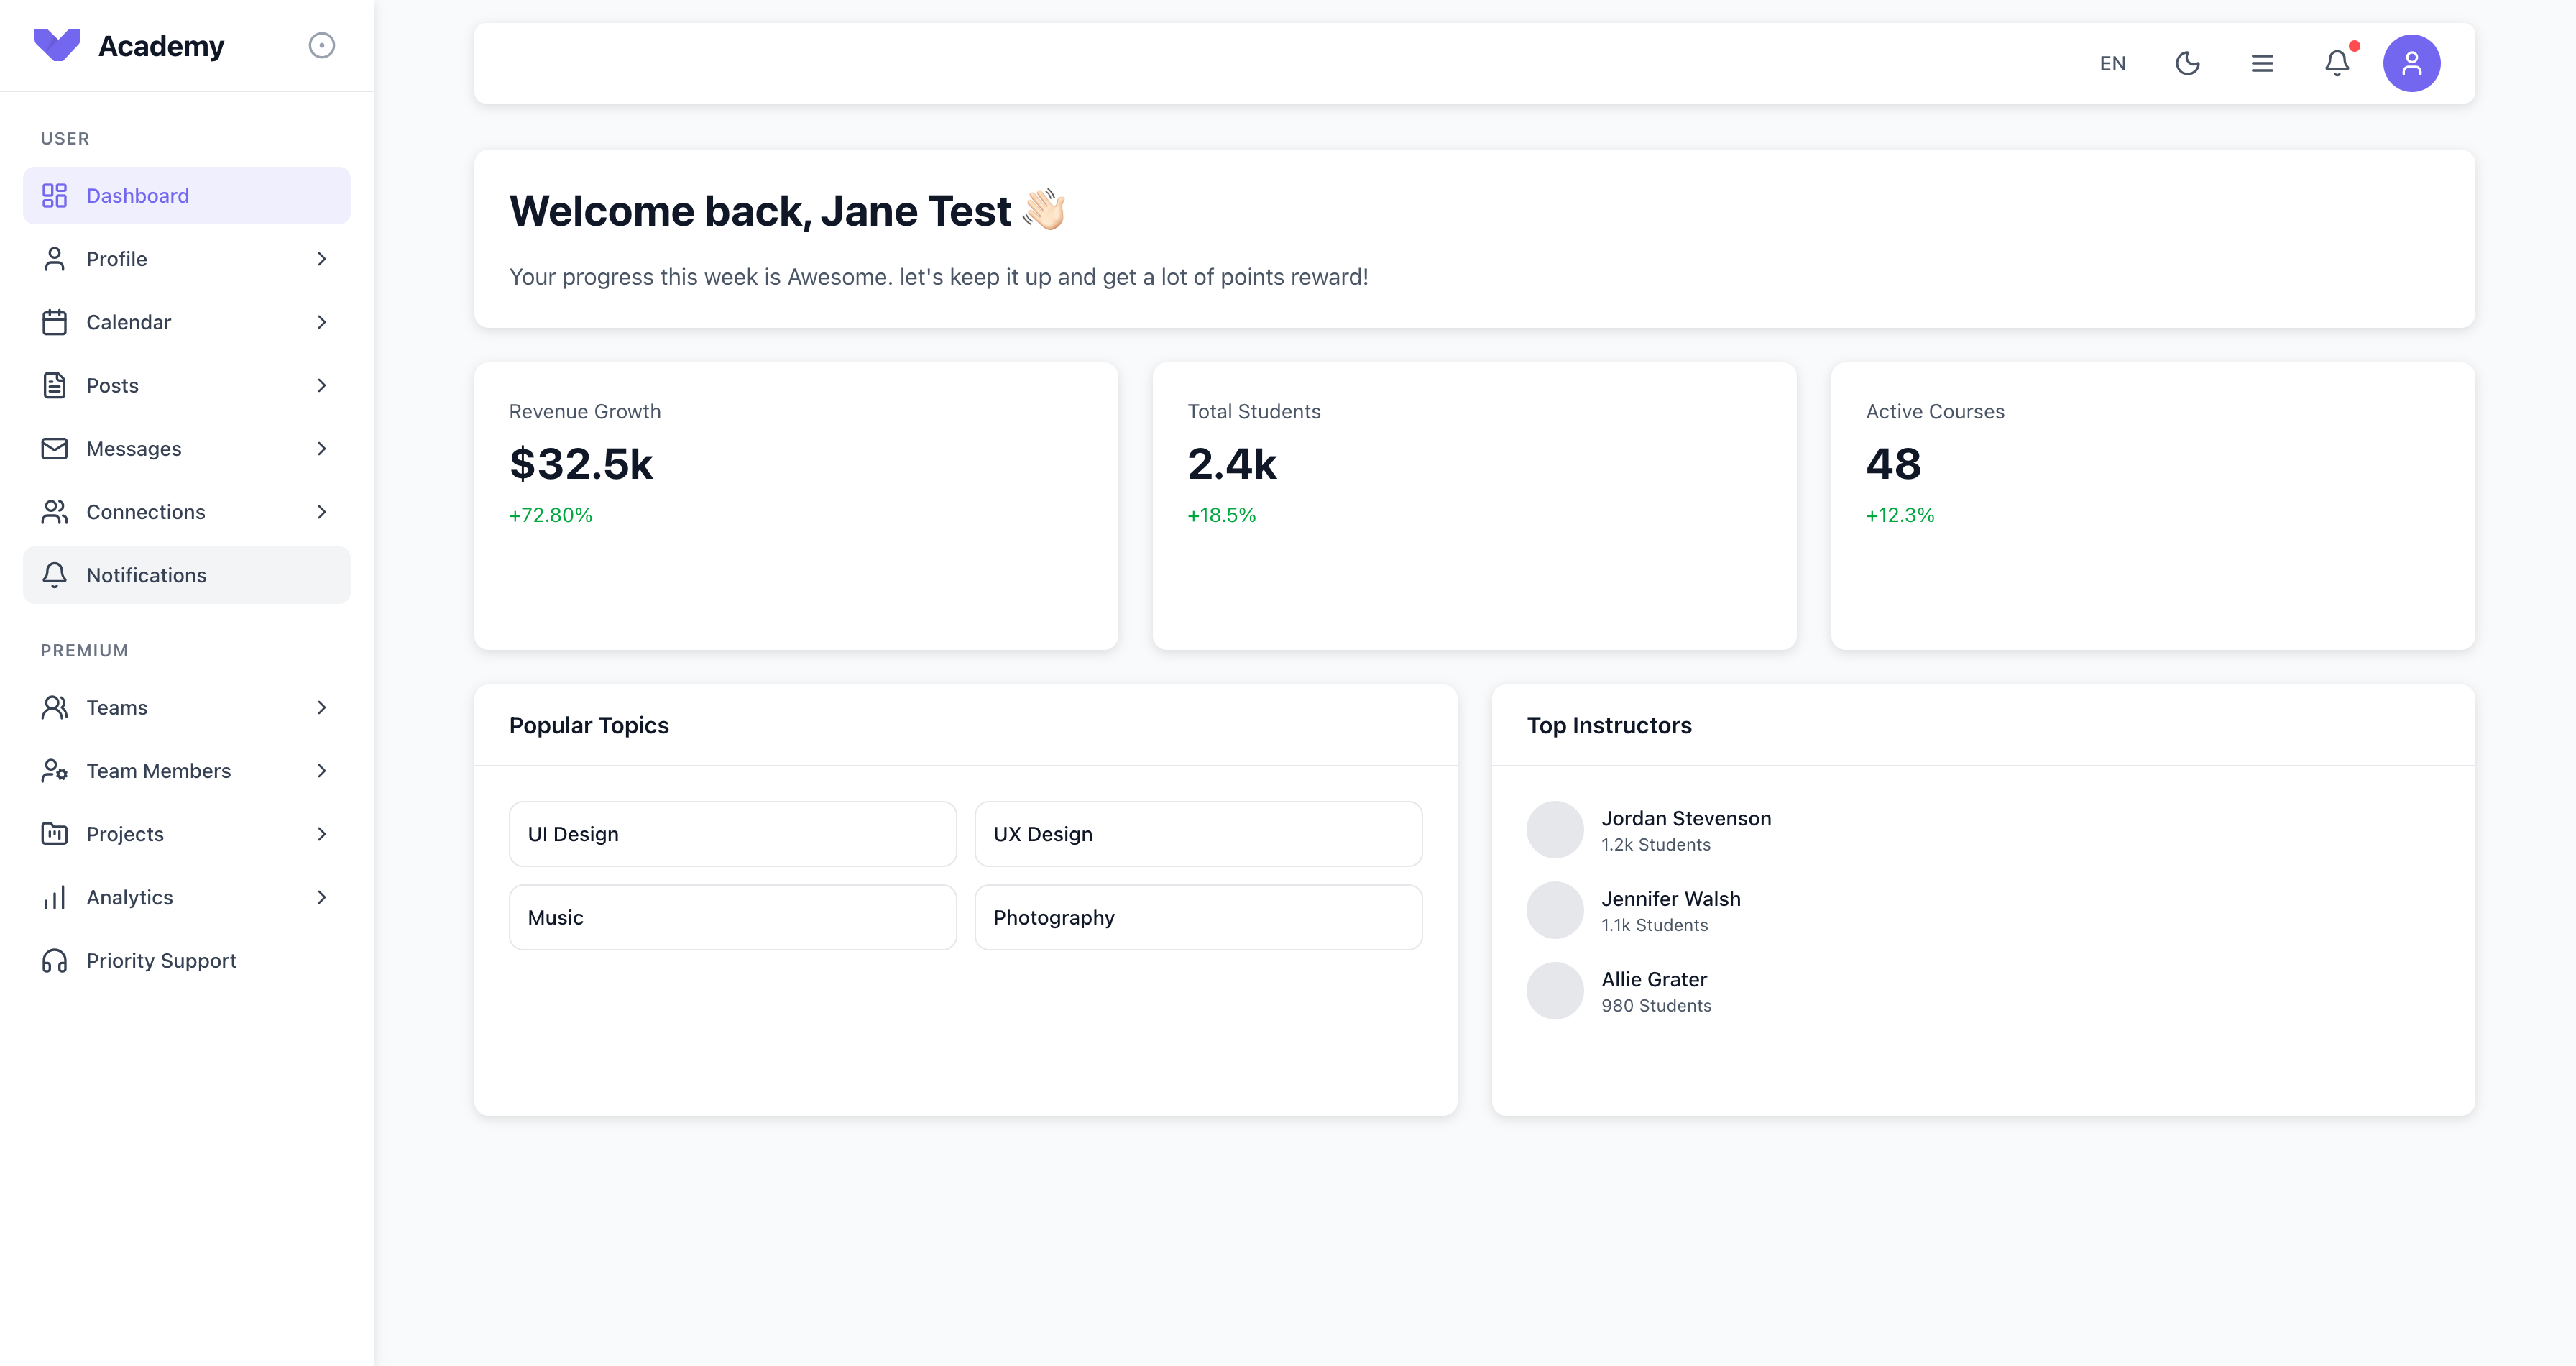 Academy
USER
Dashboard
Profile
Calendar
Posts
Messages
Connections
Notifications
PREMIUM
Teams
Team Members
Projects
Analytics
Priority Support
EN
Welcome back, Jane Test 👋🏻
Your progress this week is Awesome. let's keep it up and get a lot of points reward!
Revenue Growth
$32.5k
+72.80%
Total Students
2.4k
+18.5%
Active Courses
48
+12.3%
Popular Topics
UI Design
UX Design
Music
Photography
Top Instructors
Jordan Stevenson
1.2k Students
Jennifer Walsh
1.1k Students
Allie Grater
980 Students